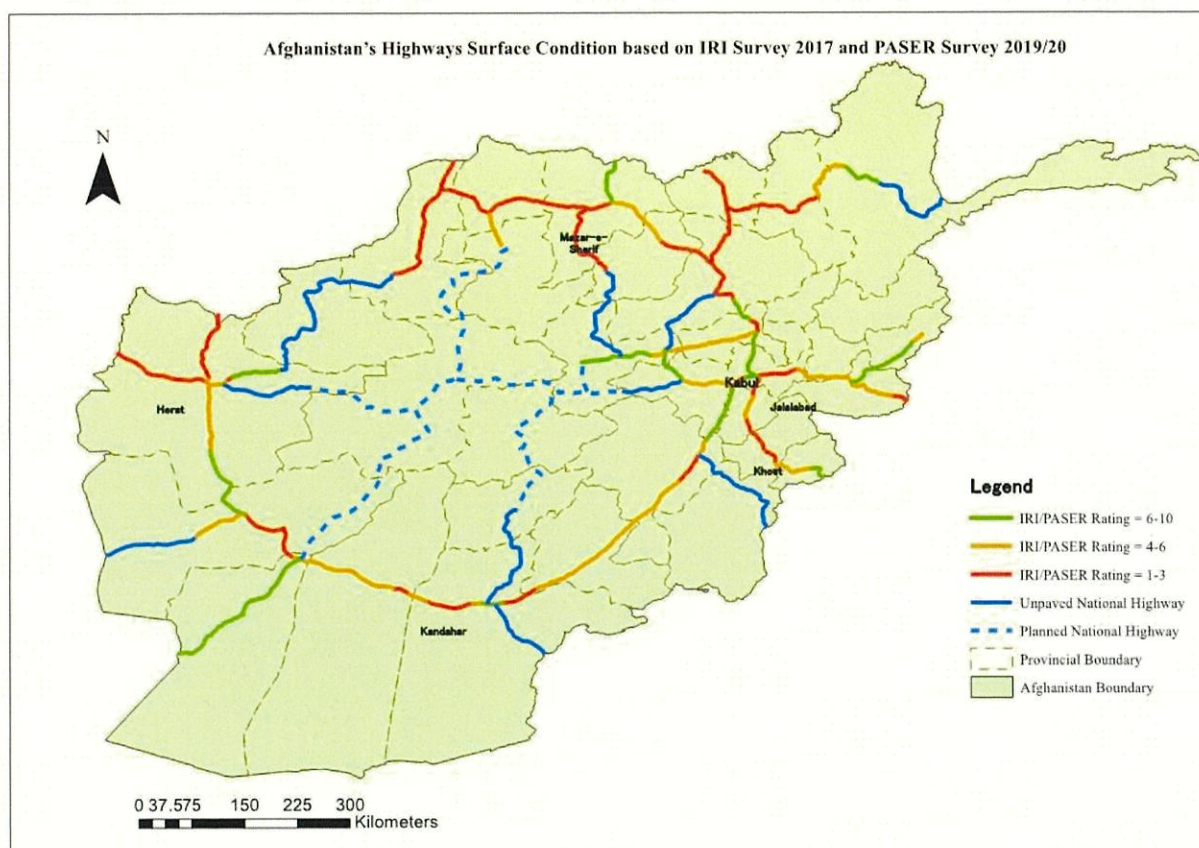 Afghanistan's Highways Surface Condition based on IRI Survey 2017 and PASER Survey 2019/20
N
Mazar-e-
Sharif
Herat
Kabul
Jalalabad
Khost
Kandahar
Legend
IRI/PASER Rating = 6-10
IRI/PASER Rating = 4-6
IRI/PASER Rating = 1-3
Unpaved National Highway
Planned National Highway
Provincial Boundary
Afghanistan Boundary
0 37.575 150 225 300
Kilometers